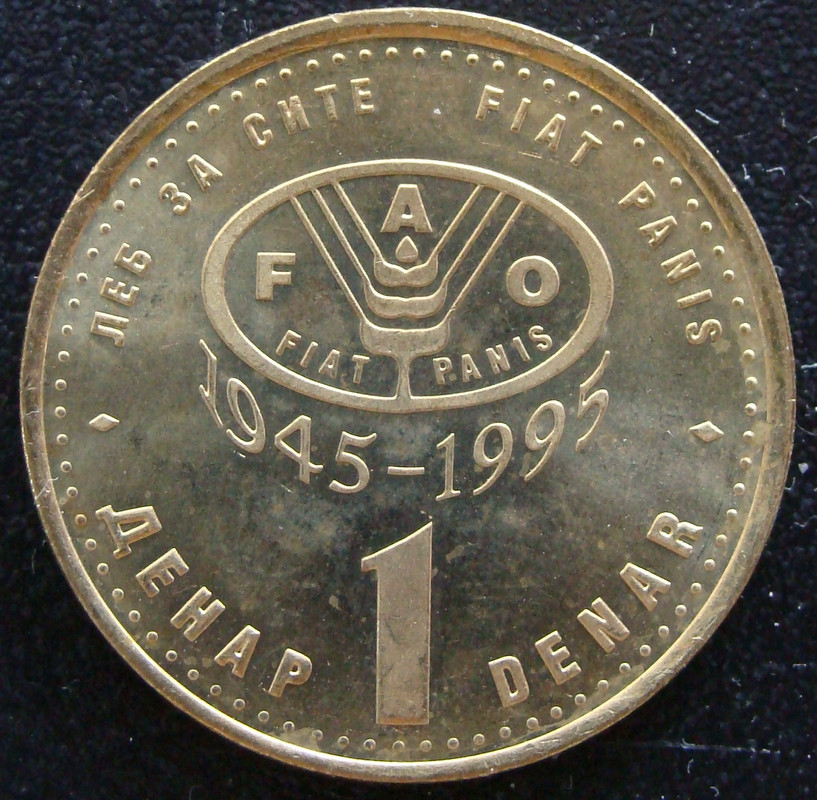 ЛЕБ ЗА СИТЕ FIAT PANIS
F A O
FIAT PANIS
1945-1995
1
ДЕНАР DENAR